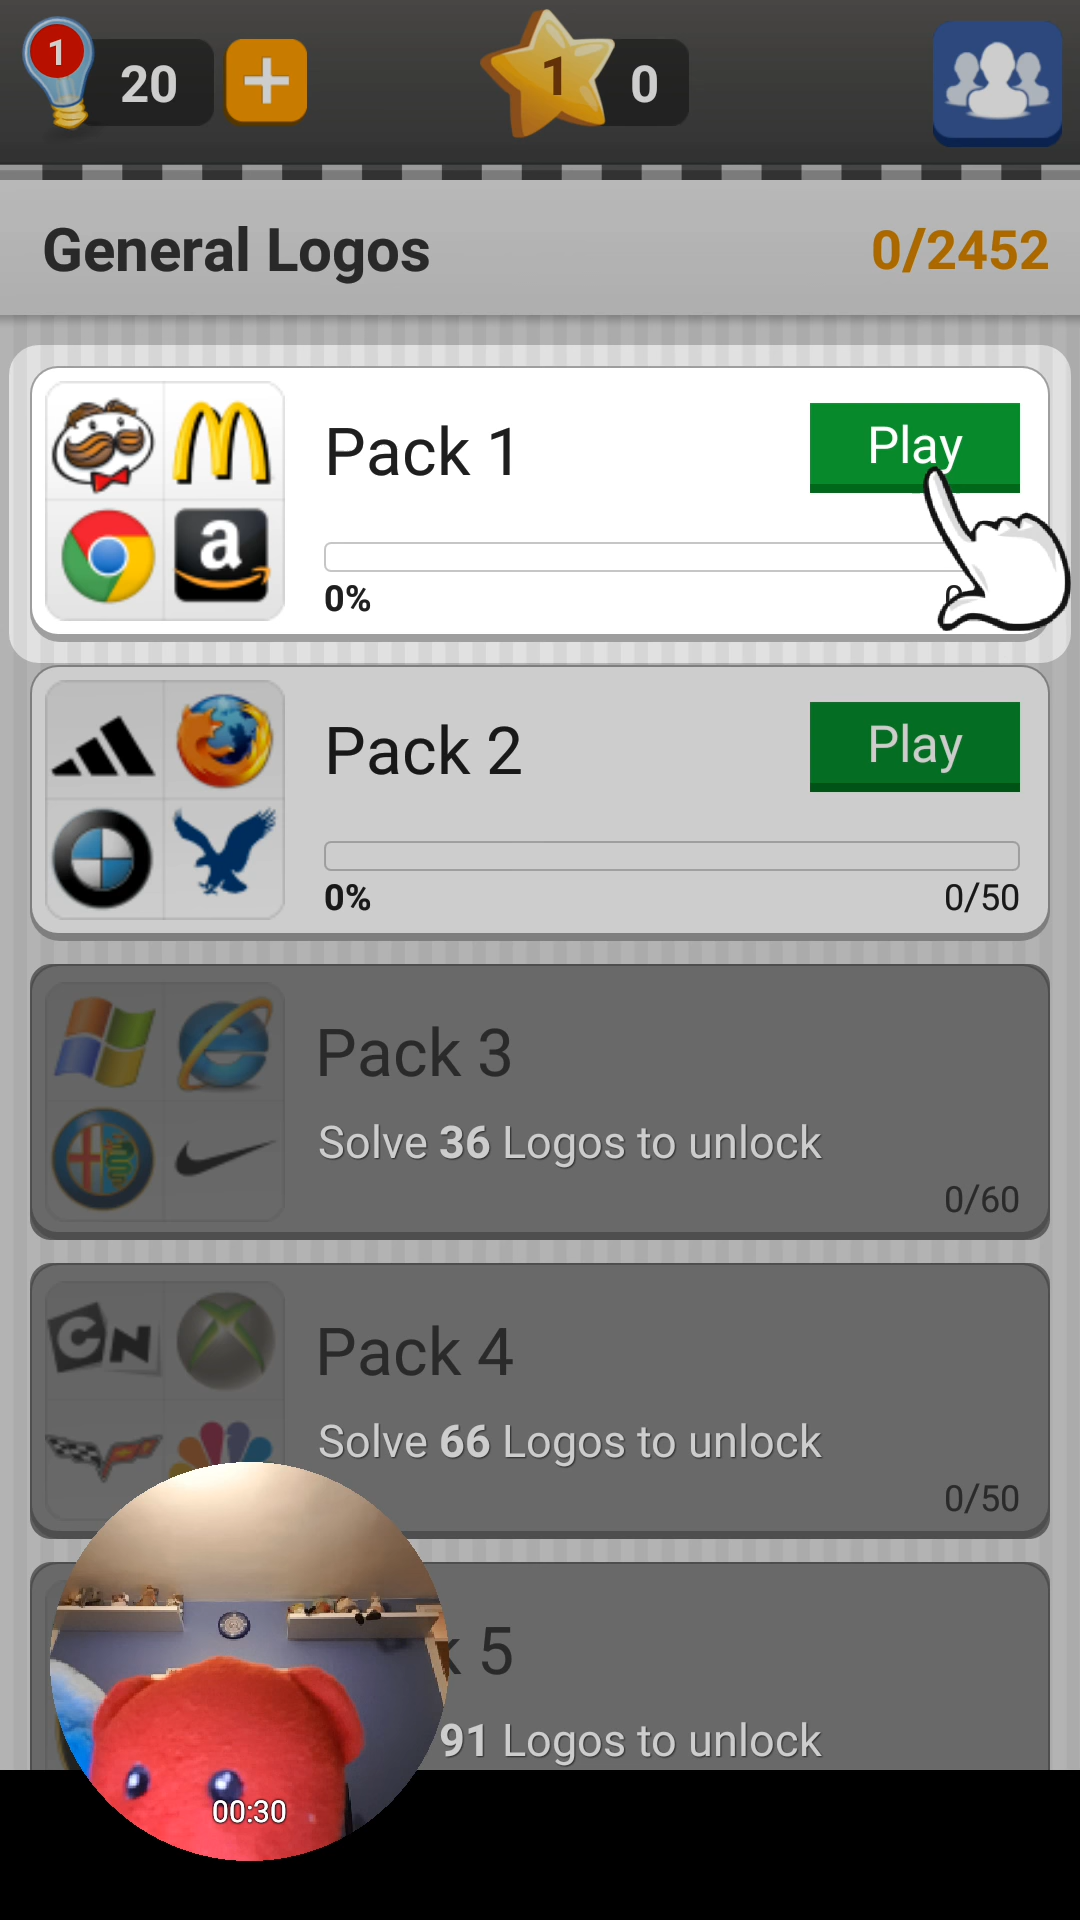 1
20
1
0
General Logos
0/2452
Pack 1
Play
a
0%
Pack 2
Play
0%
0/50
Pack 3
Solve 36 Logos to unlock
0/60
CN
Pack 4
Solve 66 Logos to unlock
0/50
k 5
91 Logos to unlock
00:30